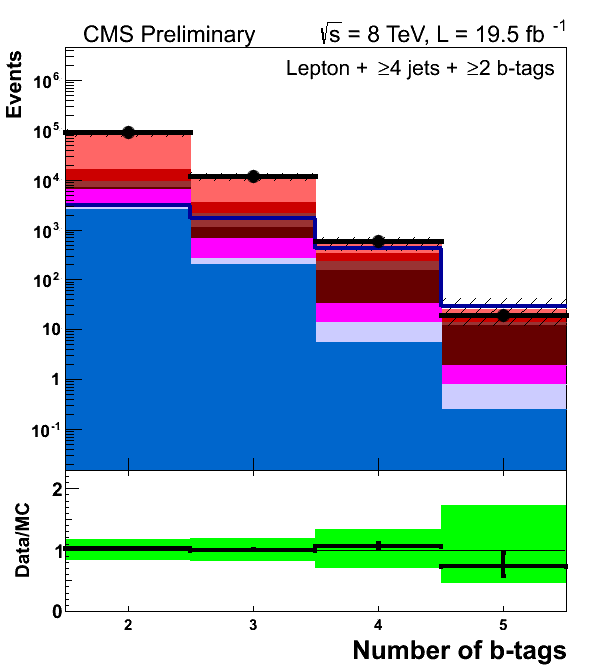 CMS Preliminary √s = 8 TeV, L = 19.5 fb⁻¹
Lepton + ≥4 jets + ≥2 b-tags
Events
10⁶
10⁵
10⁴
10³
10²
10
1
10⁻¹
Data/MC
2
1
0
2 3 4 5
Number of b-tags